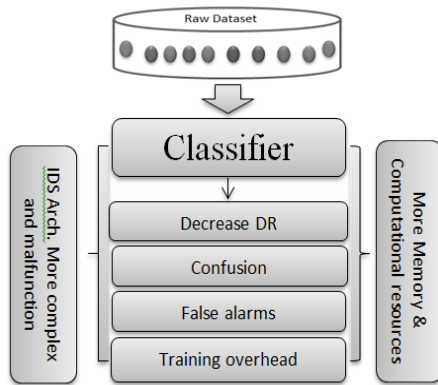 Raw Dataset
Classifier
Decrease DR
Confusion
False alarms
Training overhead
IDS Arch. More complex
and malfunction
More Memory &
Computational resources